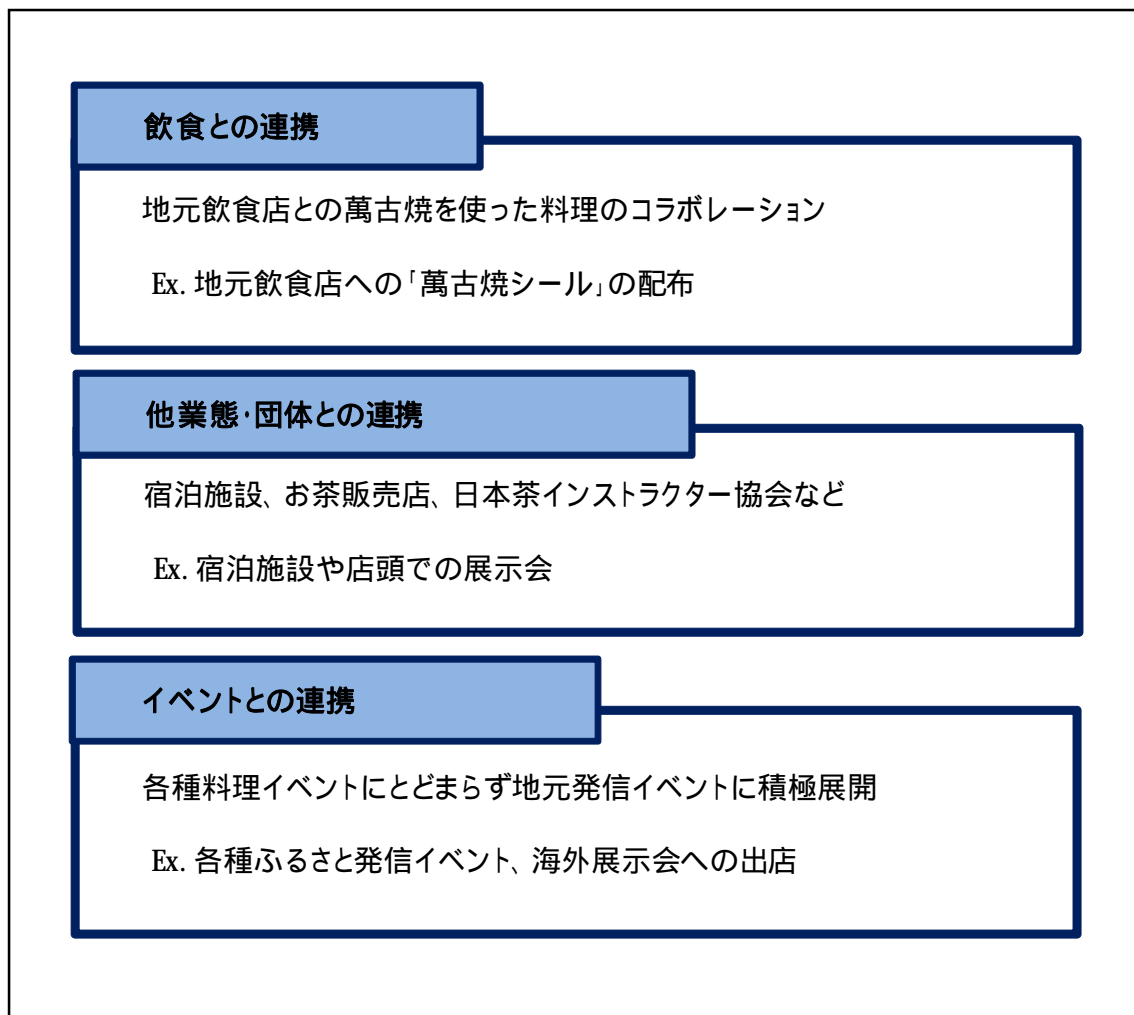 飲食との連携
地元飲食店との萬古焼を使った料理のコラボレーション
Ex. 地元飲食店への「萬古焼シール」の配布
他業態・団体との連携
宿泊施設、お茶販売店、日本茶インストラクター協会など
Ex. 宿泊施設や店頭での展示会
イベントとの連携
各種料理イベントにとどまらず地元発信イベントに積極展開
Ex. 各種ふるさと発信イベント、海外展示会への出店